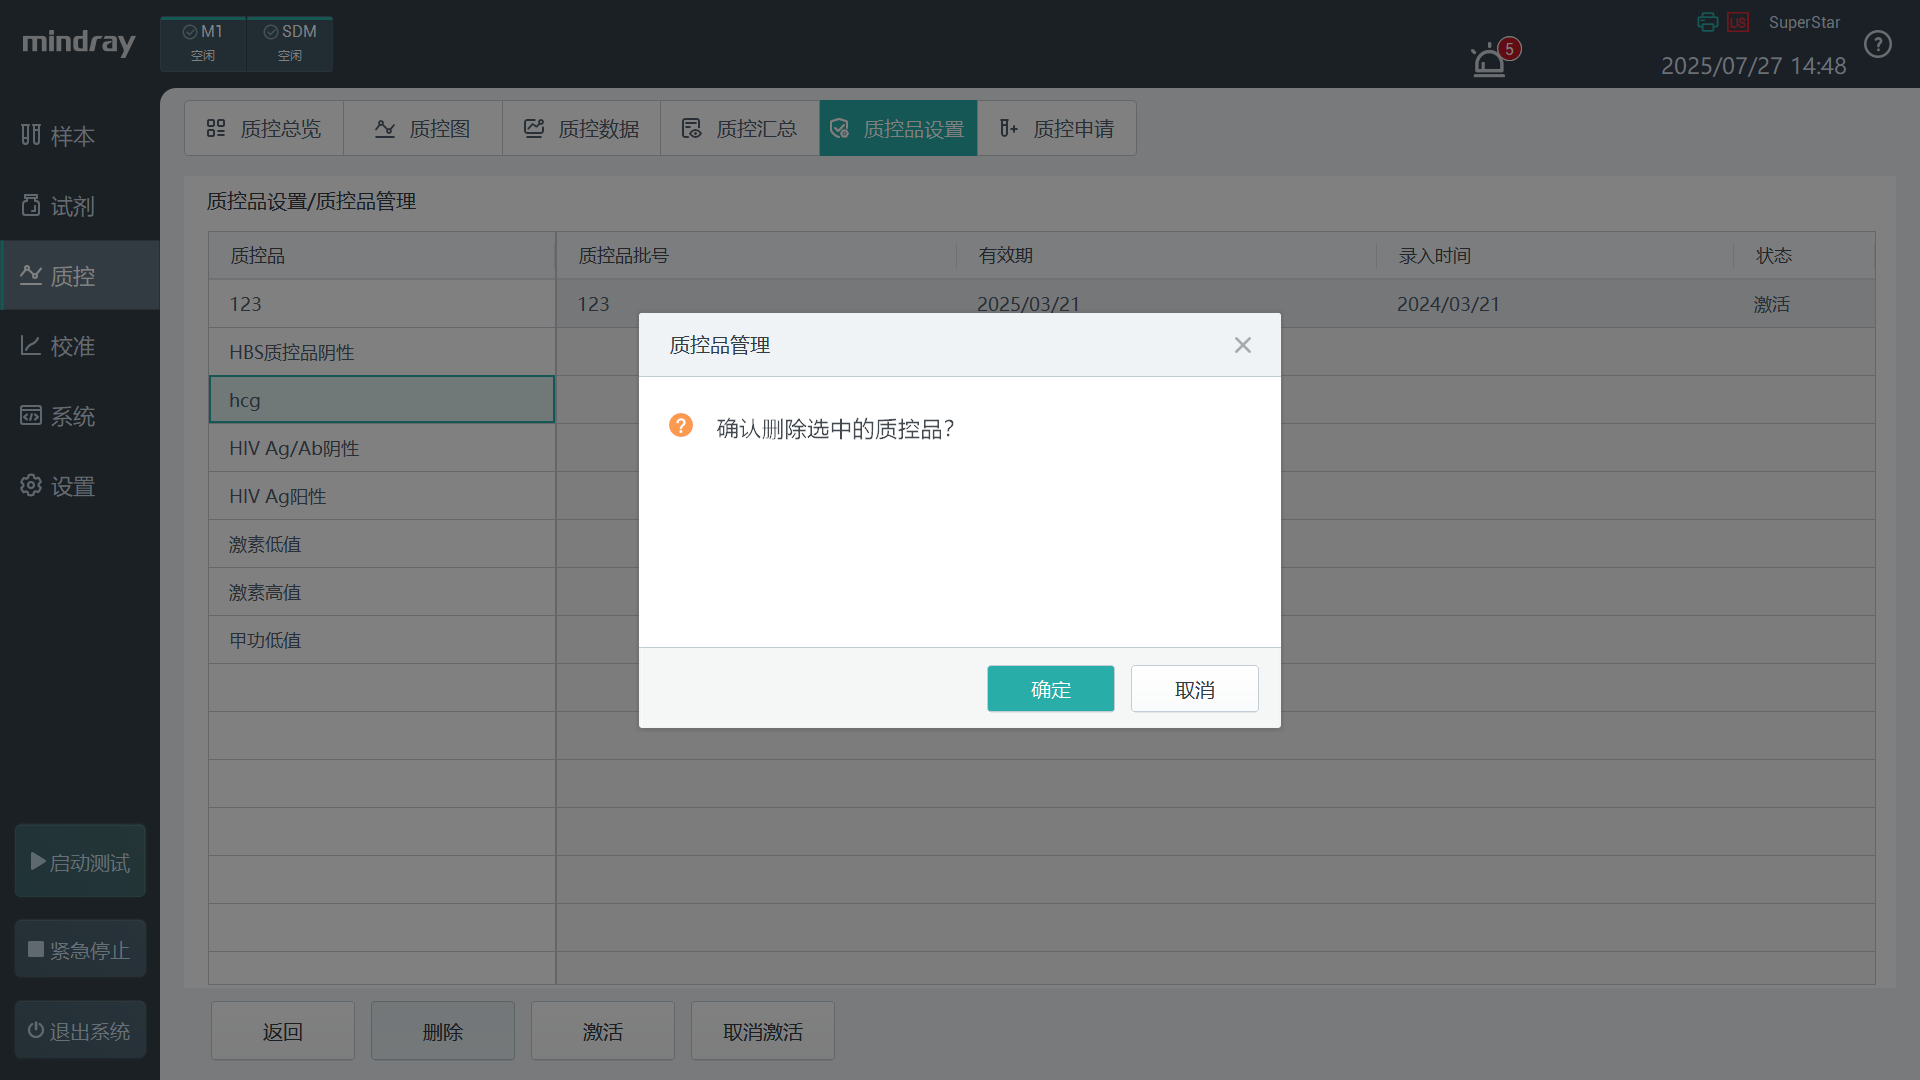 mindray
M1
空闲
SDM
空闲
5
LIS
SuperStar
2025/07/27 14:48
?
样本
试剂
质控
校准
系统
设置
启动测试
紧急停止
退出系统
质控总览
质控图
质控数据
质控汇总
质控品设置
质控申请
质控品设置/质控品管理
质控品 质控品批号 有效期 录入时间 状态
123 123 2025/03/21 2024/03/21 激活
HBS质控品阴性
hcg
HIV Ag/Ab阴性
HIV Ag阳性
激素低值
激素高值
甲功低值
质控品管理
? 确认删除选中的质控品?
确定 取消
返回 删除 激活 取消激活